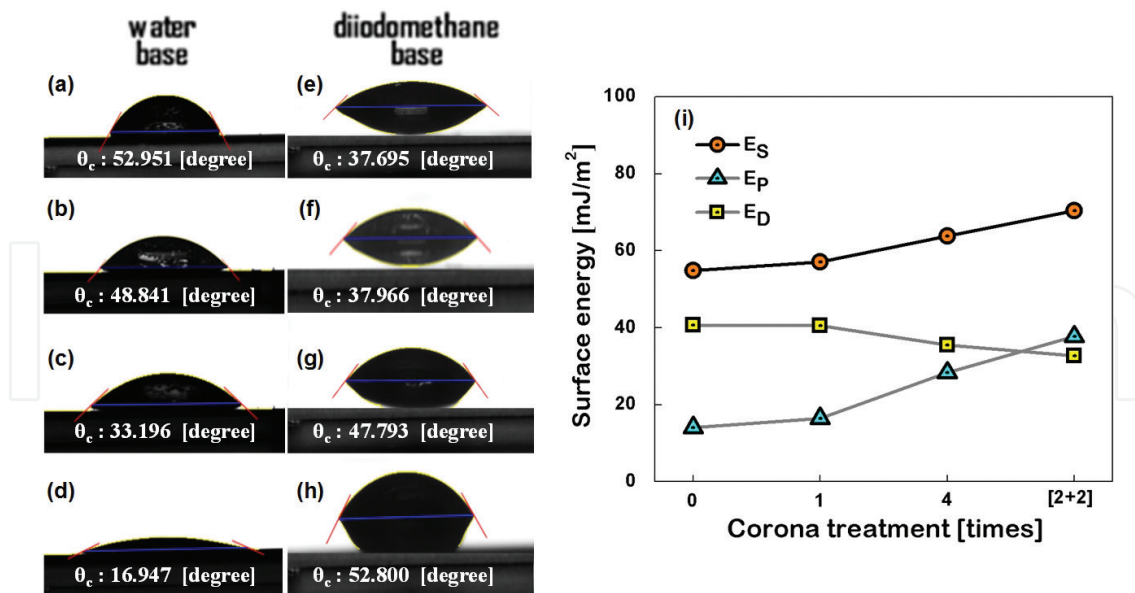 water
base
diiodomethane
base
(a)
θc : 52.951 [degree]
(e)
37.695 [degree]
(b)
θc : 48.841 [degree]
(f)
θc : 37.966 [degree]
(c)
θc : 33.196 [degree]
(g)
θc : 47.793 [degree]
(d)
θc : 16.947 [degree]
(h)
θc : 52.800 [degree]
(i)
ES
EP
ED
Surface energy [mJ/m²]
100
80
60
40
20
0
0 1 4 [2+2]
Corona treatment [times]